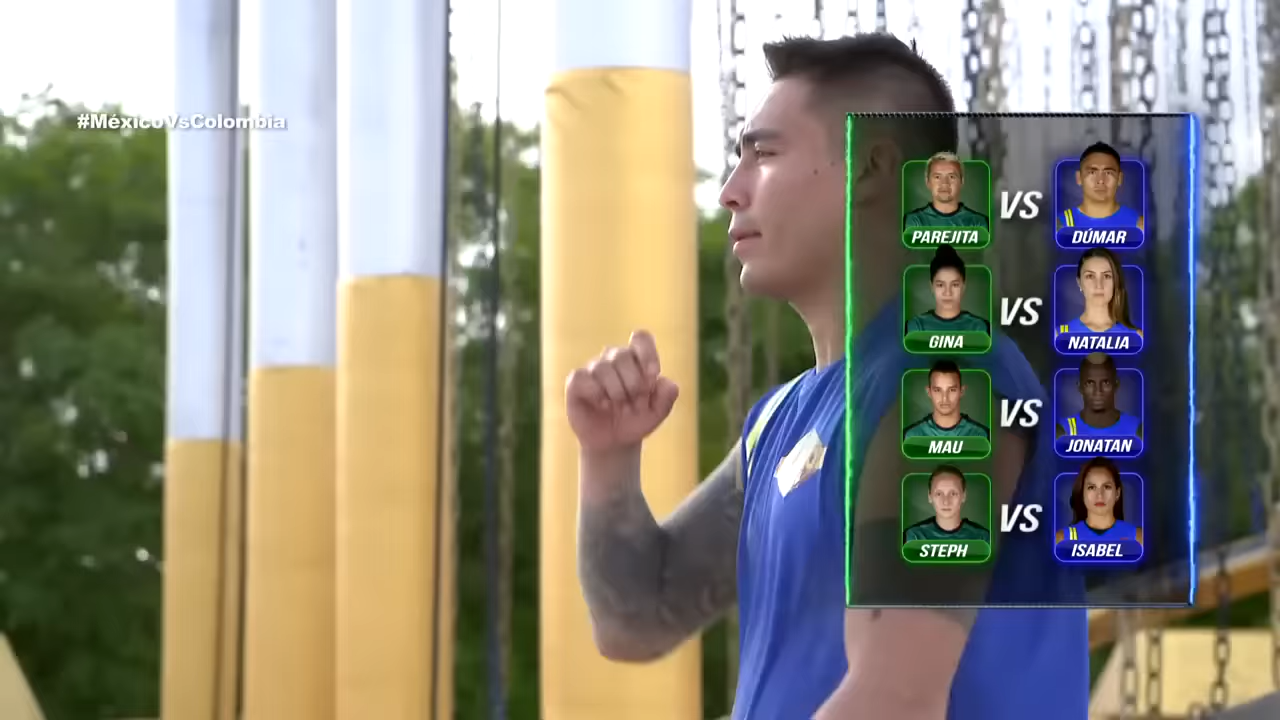 #MéxicoVsColombia
PAREJITA VS DÚMAR
GINA VS NATALIA
MAU VS JONATAN
STEPH VS ISABEL